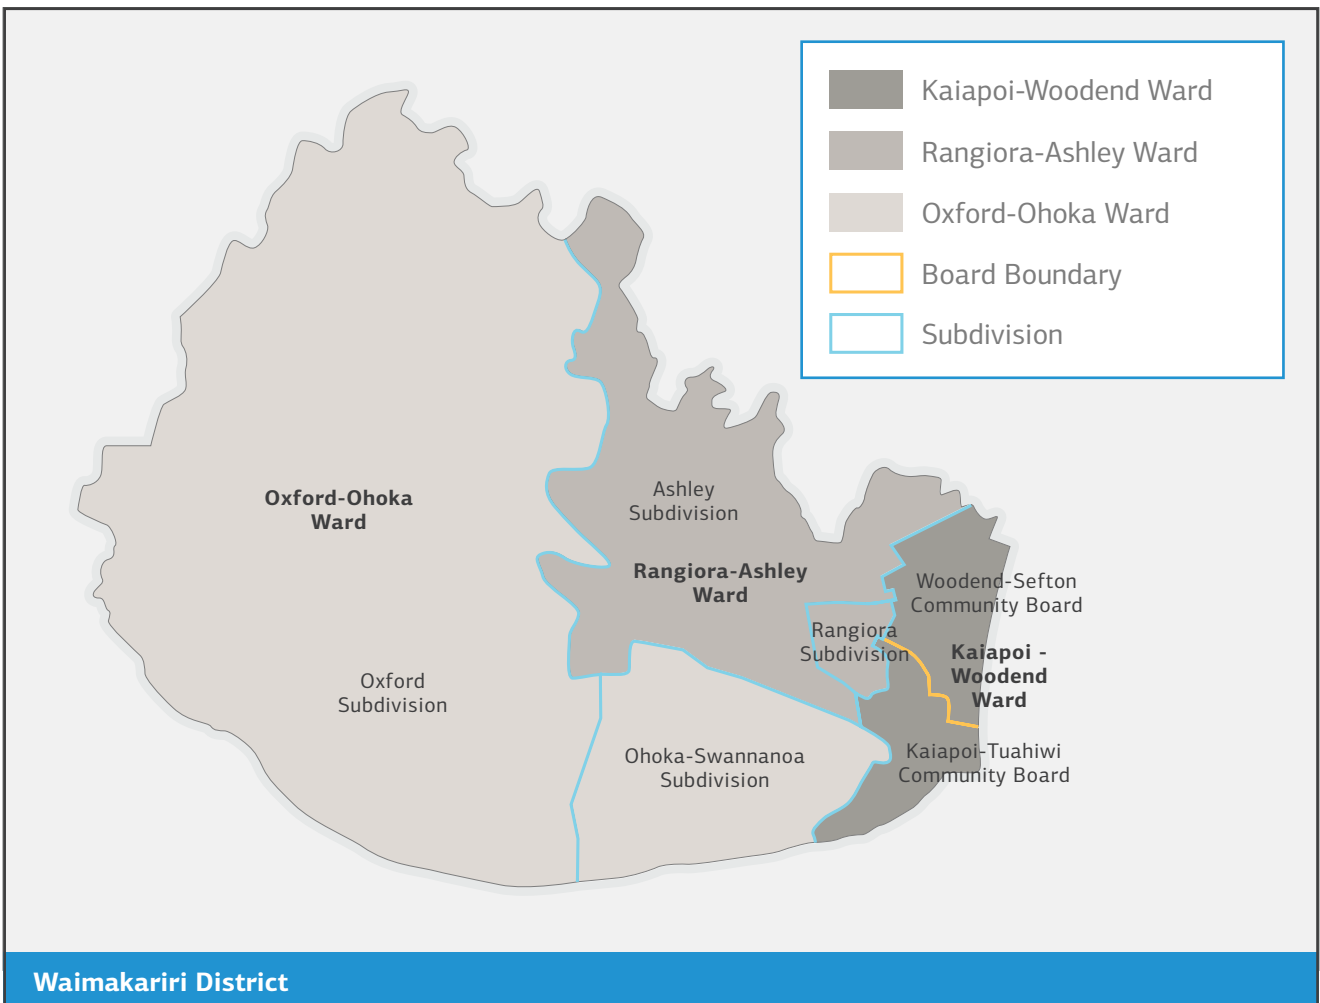 Kaiapoi-Woodend Ward
Rangiora-Ashley Ward
Oxford-Ohoka Ward
Board Boundary
Subdivision
Oxford-Ohoka
Ward
Ashley
Subdivision
Rangiora-Ashley
Ward
Woodend-Sefton
Community Board
Rangiora
Subdivision
Kaiapoi -
Woodend
Ward
Oxford
Subdivision
Ohoka-Swannanoa
Subdivision
Kaiapoi-Tuahiwi
Community Board
Waimakariri District